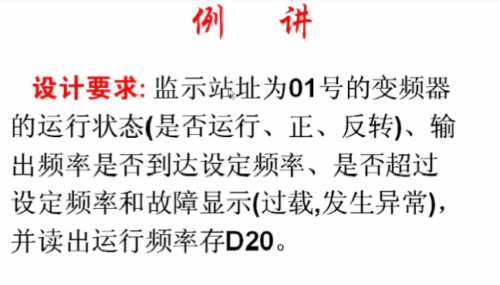 例 讲
设计要求: 监示站址为01号的变频器
的运行状态(是否运行、正、反转)、输
出频率是否到达设定频率、是否超过
设定频率和故障显示(过载,发生异常),
并读出运行频率存D20。